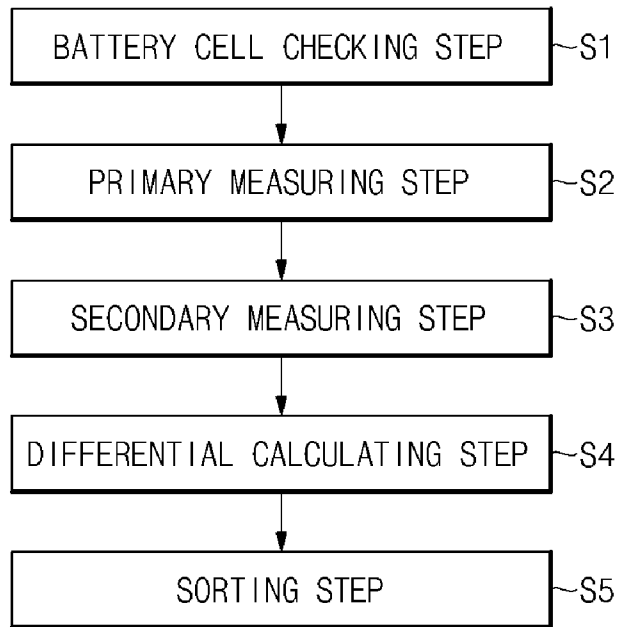 BATTERY CELL CHECKING STEP ~S1
PRIMARY MEASURING STEP ~S2
SECONDARY MEASURING STEP ~S3
DIFFERENTIAL CALCULATING STEP ~S4
SORTING STEP ~S5